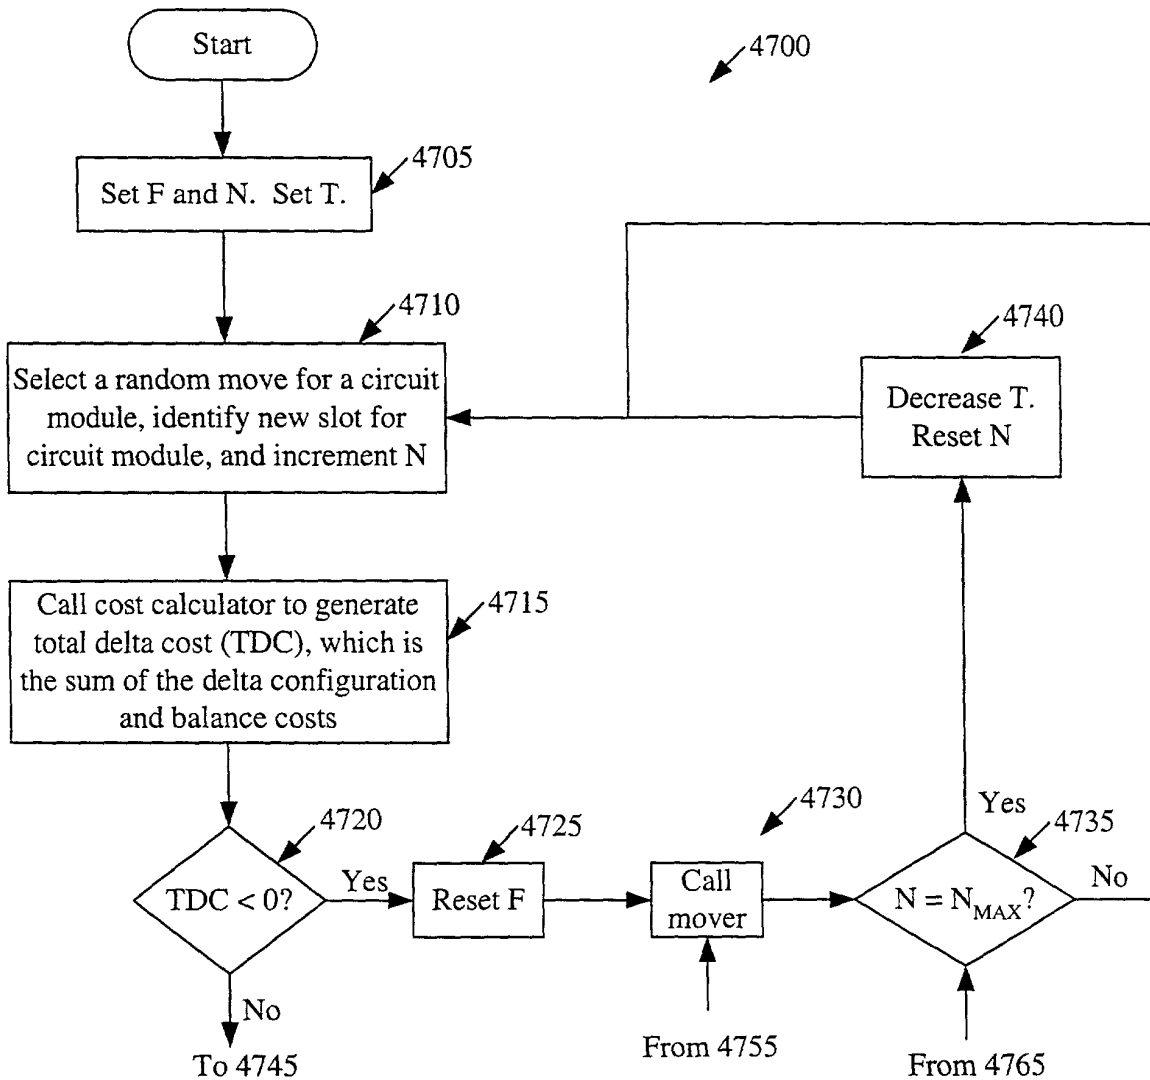 Start
4700
4705
Set F and N. Set T.
4710
Select a random move for a circuit
module, identify new slot for
circuit module, and increment N
4740
Decrease T.
Reset N
4715
Call cost calculator to generate
total delta cost (TDC), which is
the sum of the delta configuration
and balance costs
4720
TDC < 0?
Yes
No
To 4745
4725
Reset F
4730
Call
mover
From 4755
Yes
4735
N = NMAX?
No
From 4765